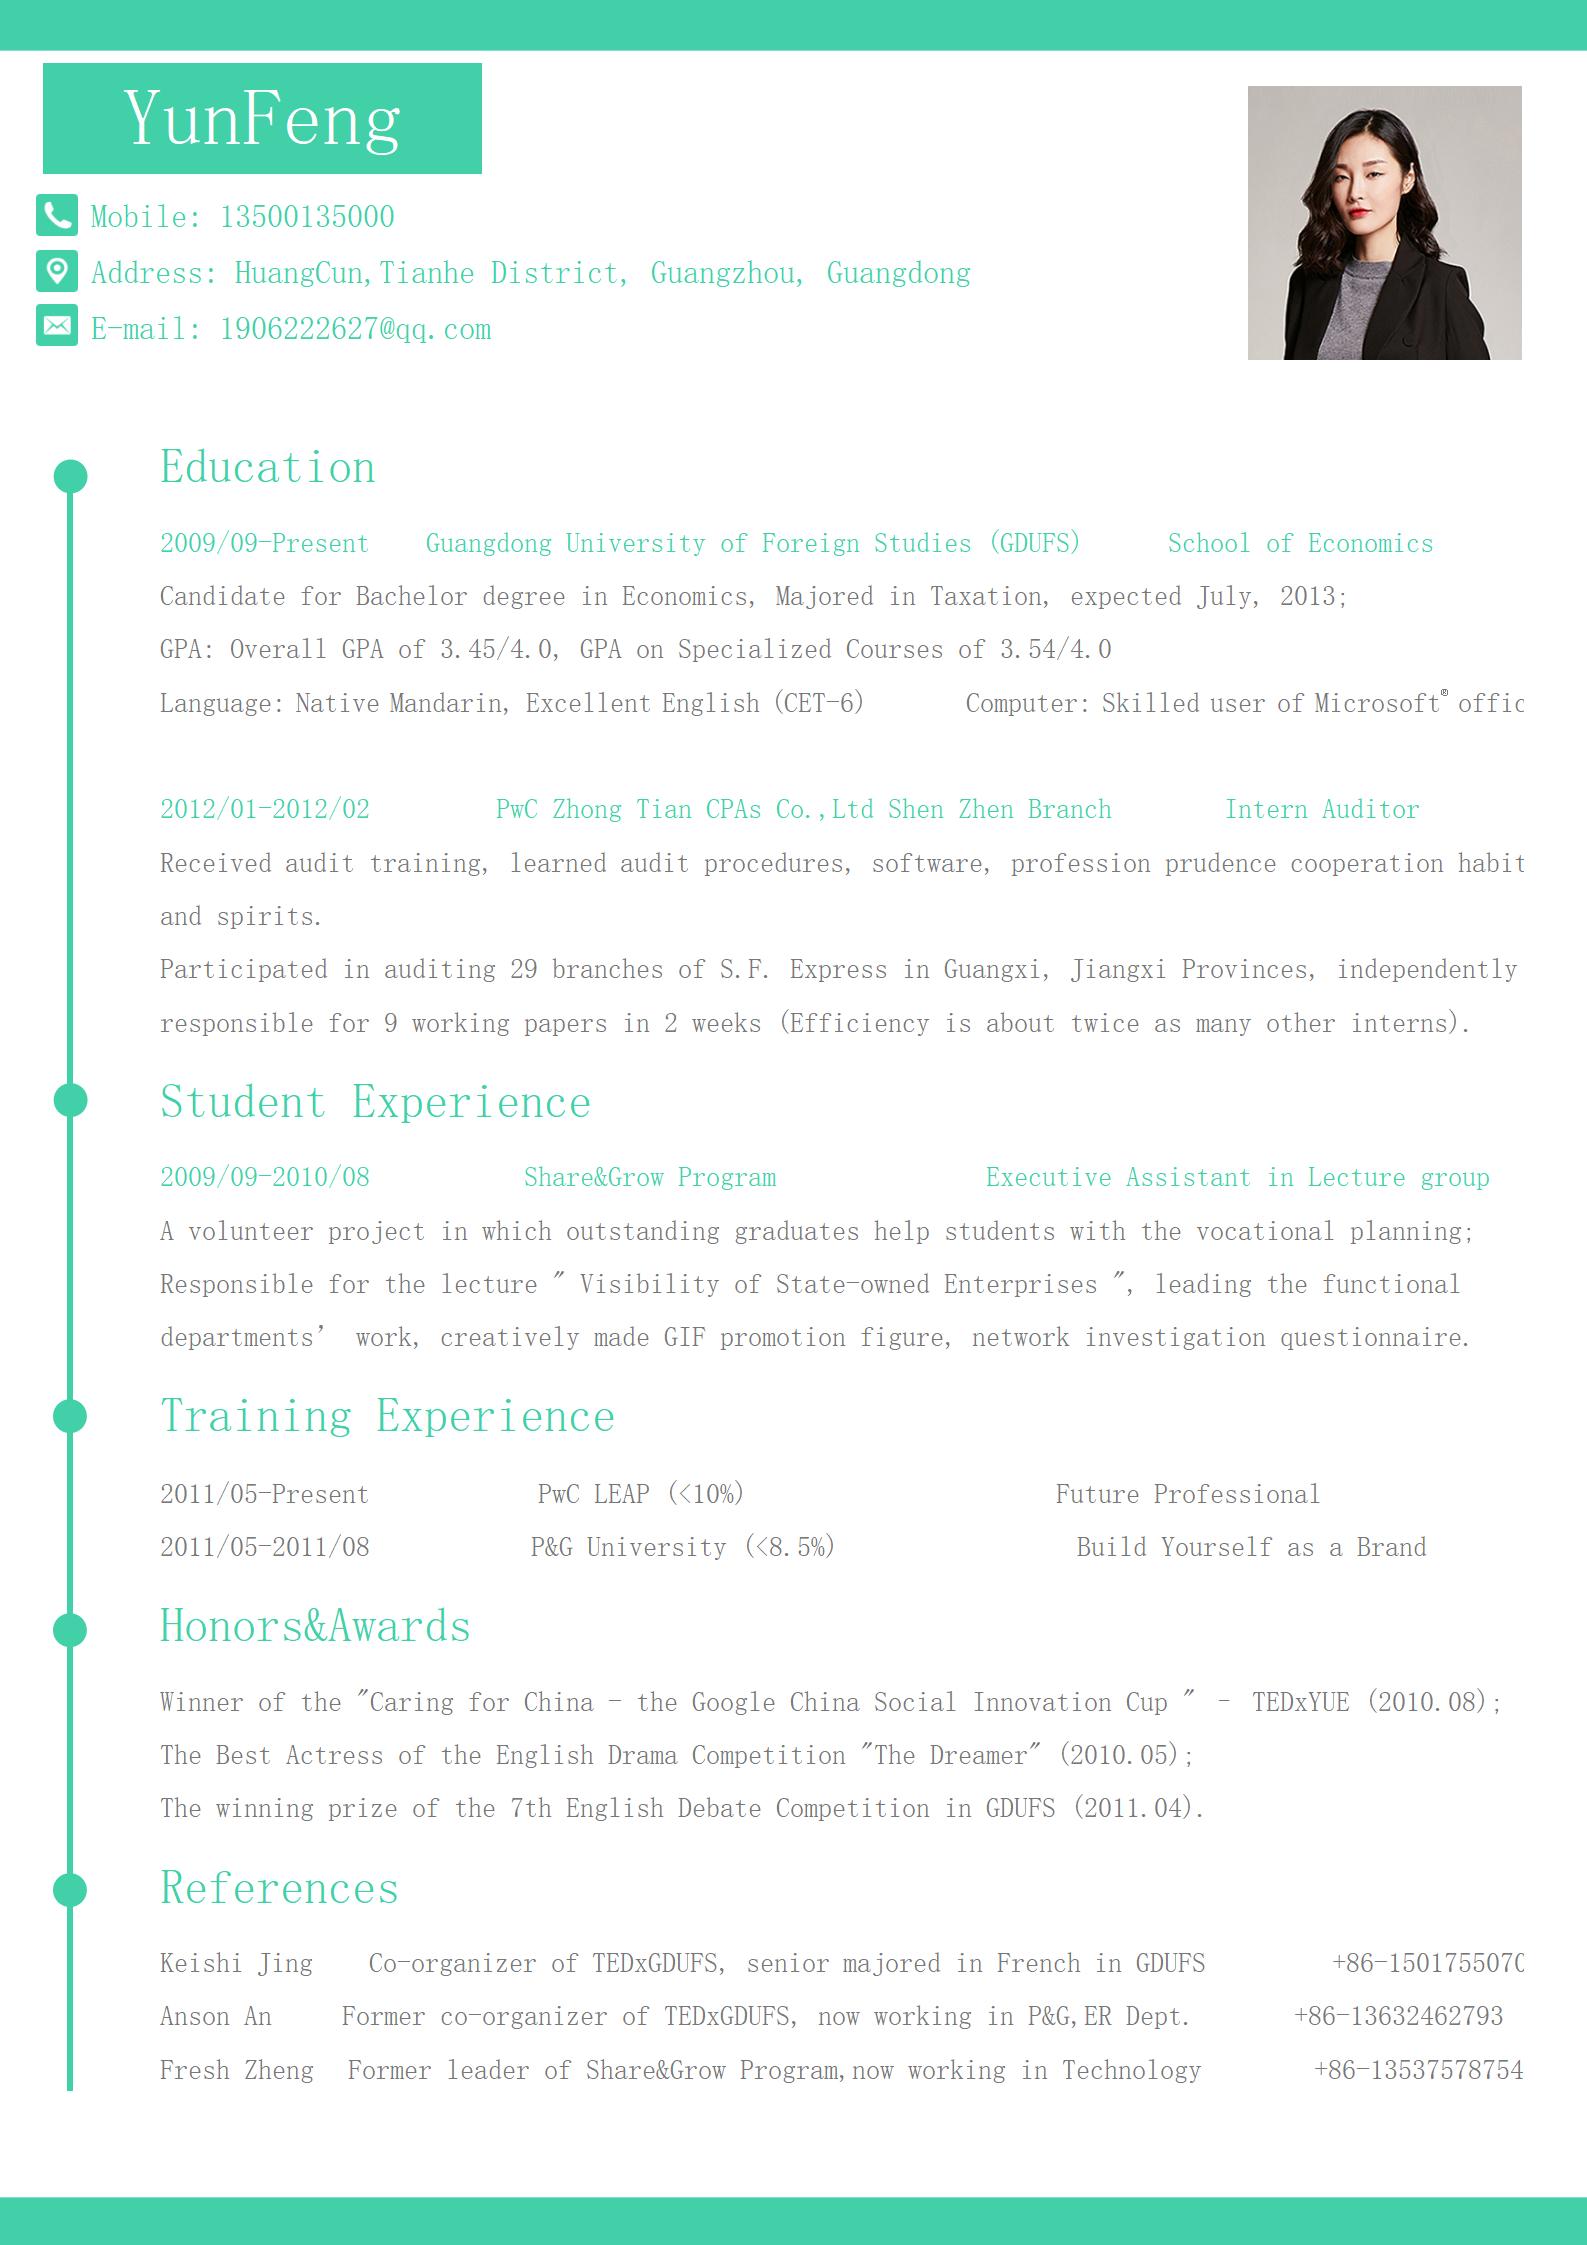 YunFeng
Mobile: 13500135000
Address: HuangCun,Tianhe District, Guangzhou, Guangdong
E-mail: 1906222627@qq.com
Education
2009/09-Present Guangdong University of Foreign Studies (GDUFS) School of Economics
Candidate for Bachelor degree in Economics, Majored in Taxation, expected July, 2013;
GPA: Overall GPA of 3.45/4.0, GPA on Specialized Courses of 3.54/4.0
Language: Native Mandarin, Excellent English (CET-6) Computer: Skilled user of Microsoft® offic
2012/01-2012/02 PwC Zhong Tian CPAs Co.,Ltd Shen Zhen Branch Intern Auditor
Received audit training, learned audit procedures, software, profession prudence cooperation habit
and spirits.
Participated in auditing 29 branches of S.F. Express in Guangxi, Jiangxi Provinces, independently
responsible for 9 working papers in 2 weeks (Efficiency is about twice as many other interns).
Student Experience
2009/09-2010/08 Share&Grow Program Executive Assistant in Lecture group
A volunteer project in which outstanding graduates help students with the vocational planning;
Responsible for the lecture " Visibility of State-owned Enterprises ", leading the functional
departments’ work, creatively made GIF promotion figure, network investigation questionnaire.
Training Experience
2011/05-Present PwC LEAP (<10%) Future Professional
2011/05-2011/08 P&G University (<8.5%) Build Yourself as a Brand
Honors&Awards
Winner of the "Caring for China - the Google China Social Innovation Cup " – TEDxYUE (2010.08);
The Best Actress of the English Drama Competition "The Dreamer" (2010.05);
The winning prize of the 7th English Debate Competition in GDUFS (2011.04).
References
Keishi Jing Co-organizer of TEDxGDUFS, senior majored in French in GDUFS +86-1501755070
Anson An Former co-organizer of TEDxGDUFS, now working in P&G,ER Dept. +86-13632462793
Fresh Zheng Former leader of Share&Grow Program,now working in Technology +86-13537578754